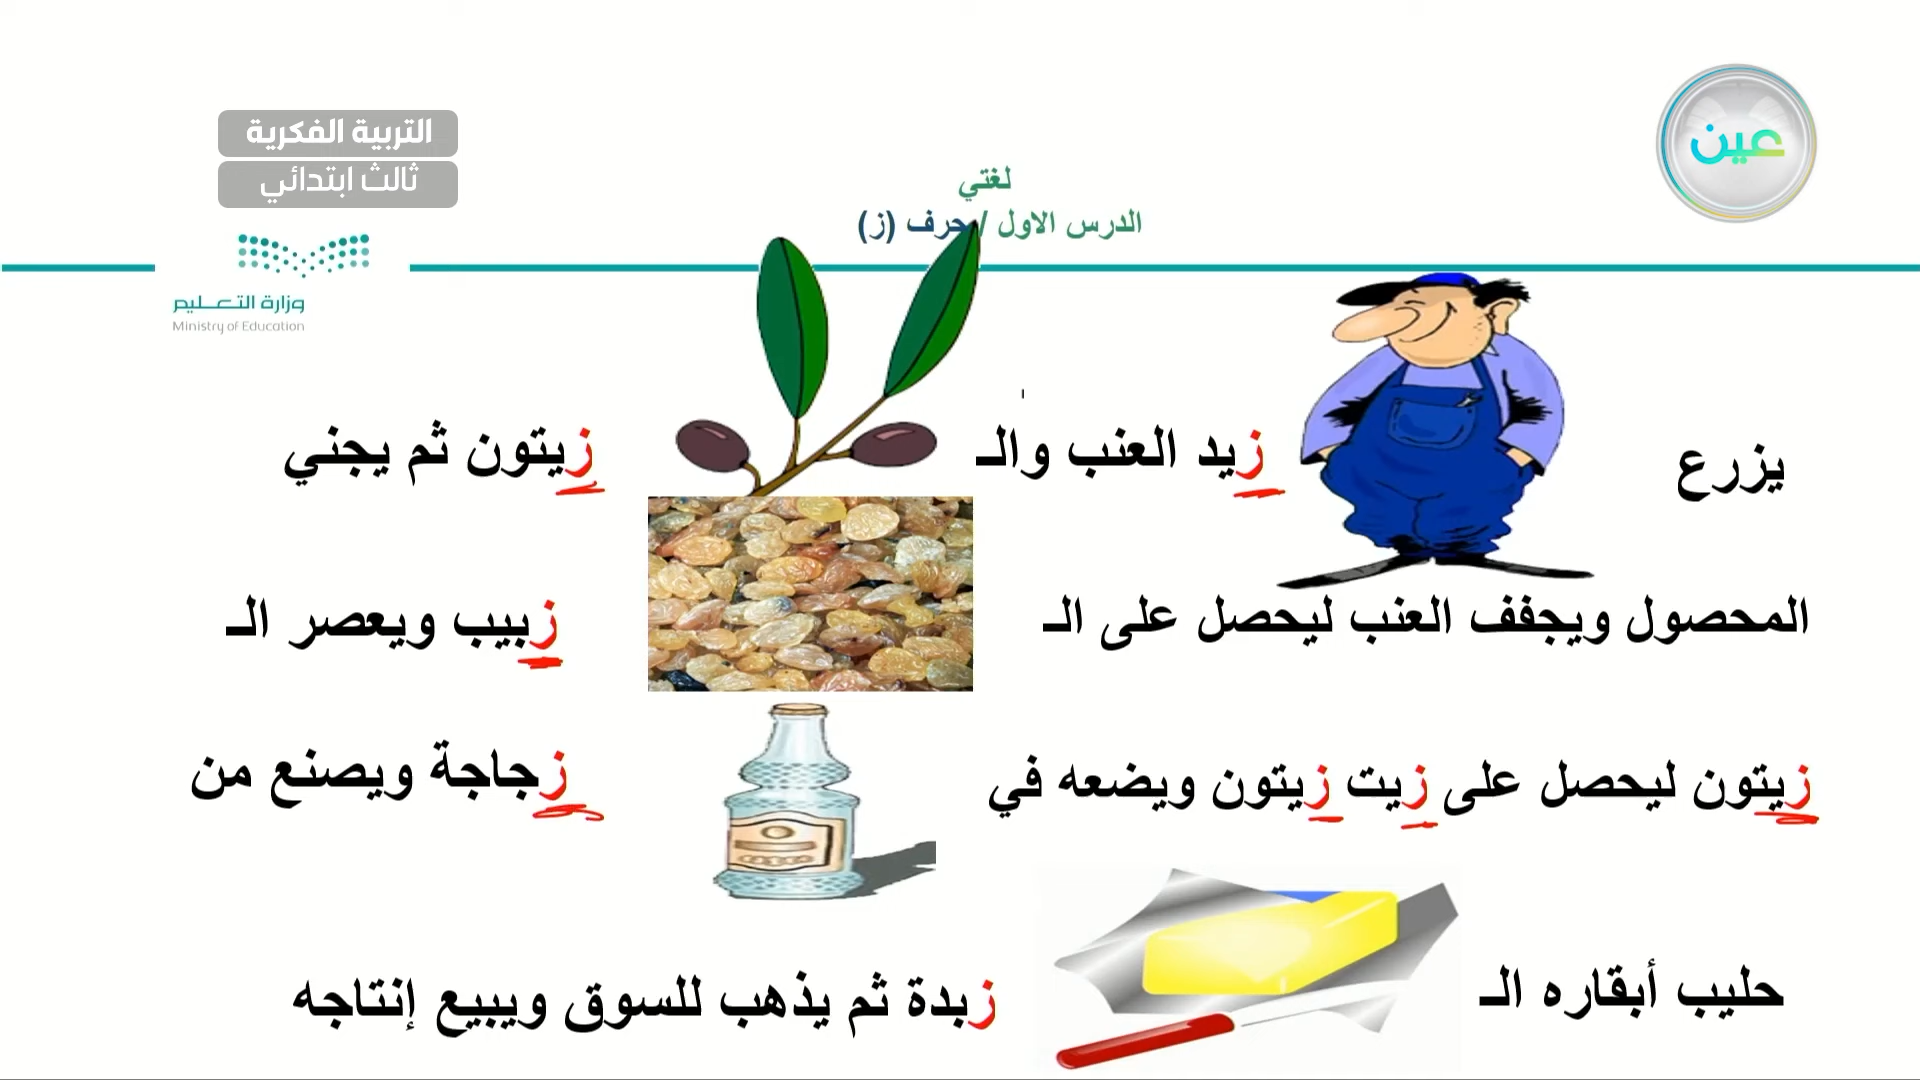 التربية الفكرية
ثالث ابتدائي
عين
لغتي
الدرس الاول / حرف (ز)
وزارة التعليم
Ministry of Education
يزرع زيد العنب والـ زيتون ثم يجني
المحصول ويجفف العنب ليحصل على الـ زبيب ويعصر الـ
زيتون ليحصل على زيت زيتون ويضعه في زجاجة ويصنع من
حليب أبقاره الـ زبدة ثم يذهب للسوق ويبيع إنتاجه